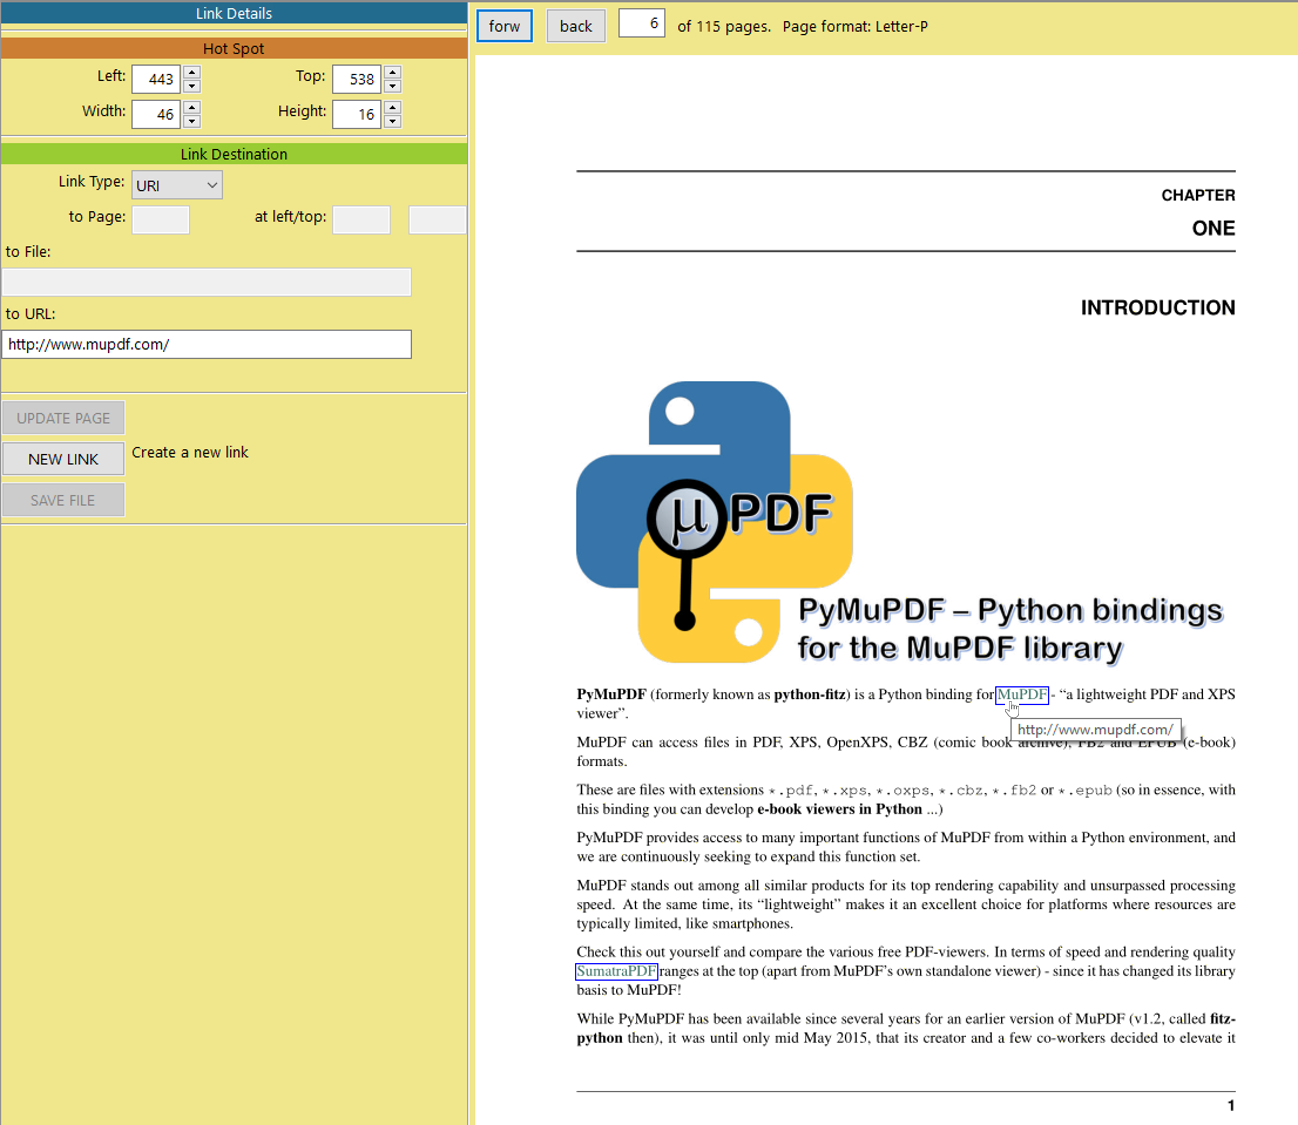 Link Details
Hot Spot
Left: 443 Top: 538
Width: 46 Height: 16
Link Destination
Link Type: URI
to Page: at left/top:
to File:
to URL:
http://www.mupdf.com/
UPDATE PAGE
NEW LINK Create a new link
SAVE FILE
forw back 6 of 115 pages. Page format: Letter-P
CHAPTER
ONE
INTRODUCTION
µPDF
PyMuPDF – Python bindings
for the MuPDF library
PyMuPDF (formerly known as python-fitz) is a Python binding for MuPDF - “a lightweight PDF and XPS
viewer”.
http://www.mupdf.com/
MuPDF can access files in PDF, XPS, OpenXPS, CBZ (comic book archive), FB2 and EPUB (e-book)
formats.
These are files with extensions *.pdf, *.xps, *.oxps, *.cbz, *.fb2 or *.epub (so in essence, with
this binding you can develop e-book viewers in Python ...)
PyMuPDF provides access to many important functions of MuPDF from within a Python environment, and
we are continuously seeking to expand this function set.
MuPDF stands out among all similar products for its top rendering capability and unsurpassed processing
speed. At the same time, its “lightweight” makes it an excellent choice for platforms where resources are
typically limited, like smartphones.
Check this out yourself and compare the various free PDF-viewers. In terms of speed and rendering quality
SumatraPDF ranges at the top (apart from MuPDF’s own standalone viewer) - since it has changed its library
basis to MuPDF!
While PyMuPDF has been available since several years for an earlier version of MuPDF (v1.2, called fitz-
python then), it was until only mid May 2015, that its creator and a few co-workers decided to elevate it
1